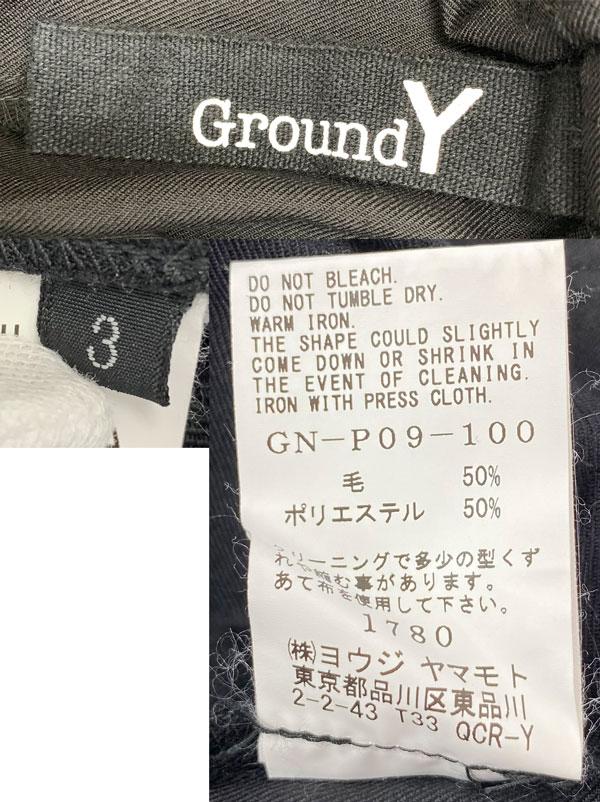 GroundY
3
DO NOT BLEACH.
DO NOT TUMBLE DRY.
WARM IRON.
THE SHAPE COULD SLIGHTLY
COME DOWN OR SHRINK IN
THE EVENT OF CLEANING.
IRON WITH PRESS CLOTH.
GN-P09-100
毛 50%
ポリエステル 50%
クリーニングで多少の型くず
れや縮む事があります。
あて布を使用して下さい。
1780
㈱ヨウジ ヤマモト
東京都品川区東品川
2-2-43 T33 QCR-Y